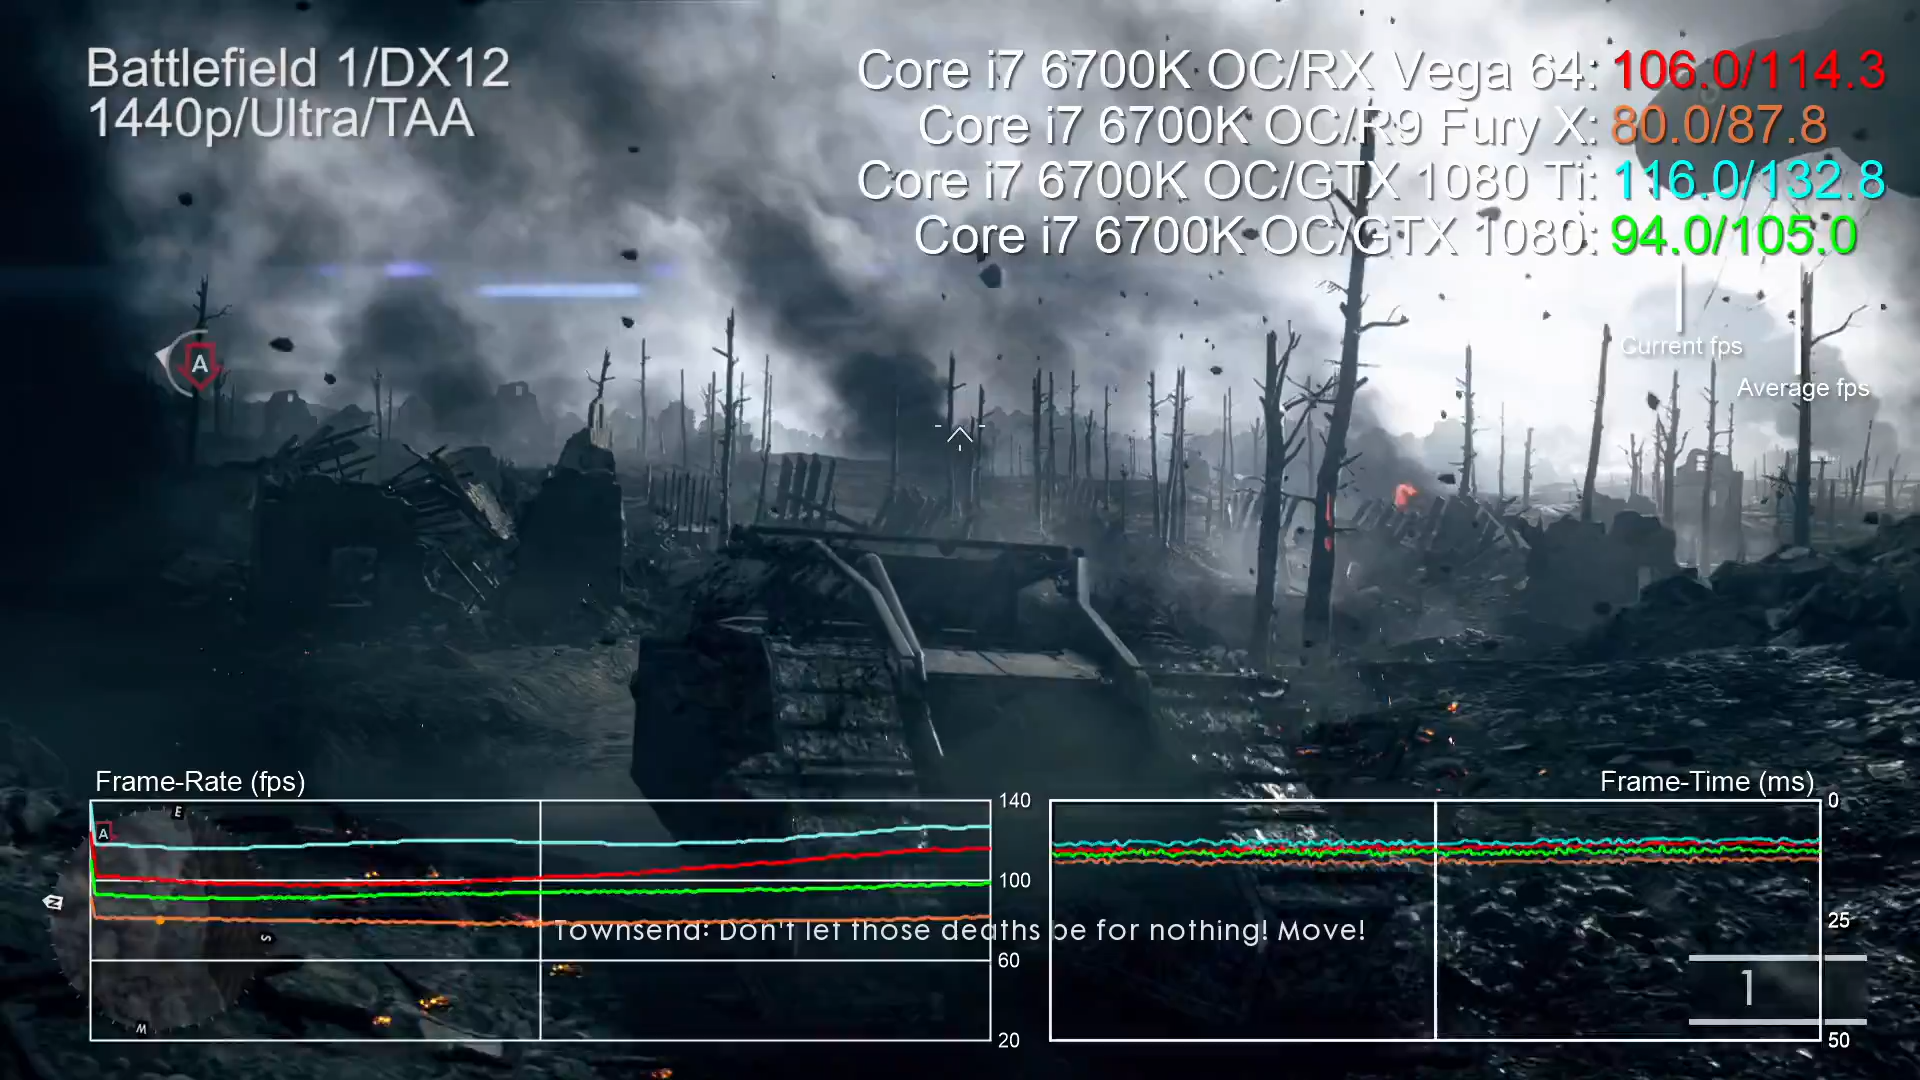 Battlefield 1/DX12
1440p/Ultra/TAA
Core i7 6700K OC/RX Vega 64: 106.0/114.3
Core i7 6700K OC/R9 Fury X: 80.0/87.8
Core i7 6700K OC/GTX 1080 Ti: 116.0/132.8
Core i7 6700K OC/GTX 1080: 94.0/105.0
Current fps
Average fps
A
Frame-Rate (fps)
140
100
60
20
A
E
N
S
W
Townsend: Don't let those deaths be for nothing! Move!
Frame-Time (ms)
0
25
50
1